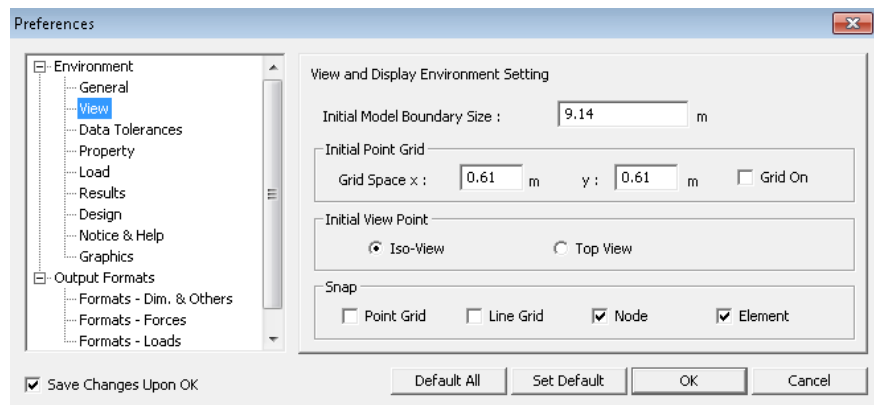 Preferences
Environment
General
View
Data Tolerances
Property
Load
Results
Design
Notice & Help
Graphics
Output Formats
Formats - Dim. & Others
Formats - Forces
Formats - Loads
View and Display Environment Setting
Initial Model Boundary Size : 9.14 m
Initial Point Grid
Grid Space x : 0.61 m y : 0.61 m Grid On
Initial View Point
Iso-View Top View
Snap
Point Grid Line Grid Node Element
Save Changes Upon OK Default All Set Default OK Cancel